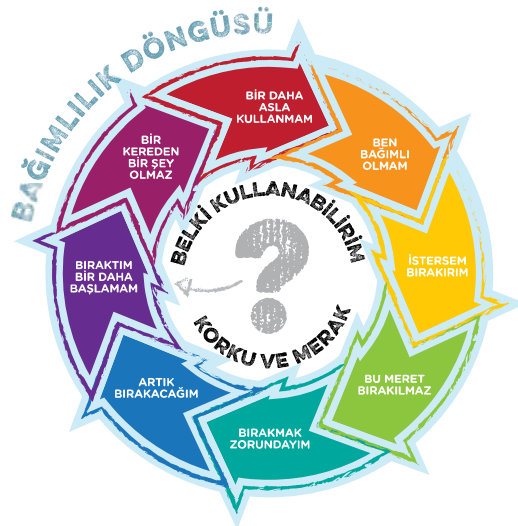 BAĞIMLILIK DÖNGÜSÜ
BİR DAHA
ASLA
KULLANMAM
BEN
BAĞIMLI
OLMAM
İSTERSEM
BIRAKIRIM
BU MERET
BIRAKILMAZ
BIRAKMAK
ZORUNDAYIM
ARTIK
BIRAKACAĞIM
BIRAKTIM
BİR DAHA
BAŞLAMAM
BİR
KEREDEN
BİR ŞEY
OLMAZ
BELKİ KULLANABİLİRİM
?
KORKU VE MERAK